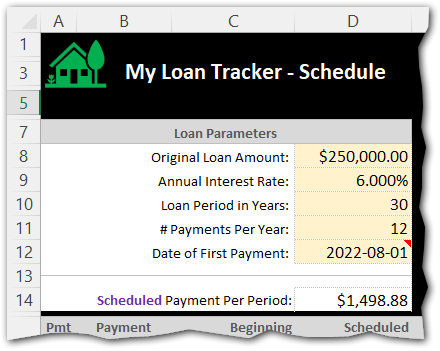 A B C D
1
3 My Loan Tracker - Schedule
5
7 Loan Parameters
8 Original Loan Amount: $250,000.00
9 Annual Interest Rate: 6.000%
10 Loan Period in Years: 30
11 # Payments Per Year: 12
12 Date of First Payment: 2022-08-01
13
14 Scheduled Payment Per Period: $1,498.88
Pmt Payment Beginning Scheduled